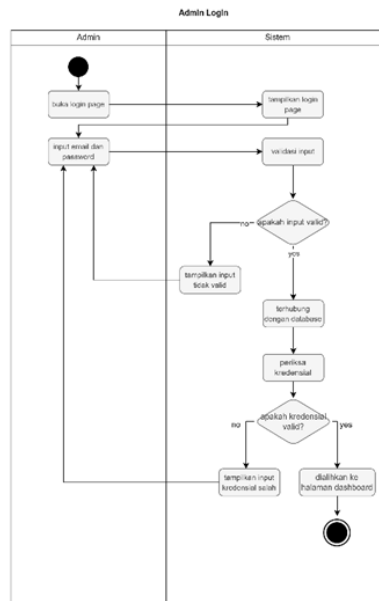 Admin Login
Admin
Sistem
buka login page
tampilkan login
page
input email dan
password
validasi input
apakah input valid?
no
yes
tampilkan input
tidak valid
terhubung
dengan database
periksa
kredensial
apakah kredensial
valid?
no
yes
tampilkan input
kredensial salah
dialihkan ke
halaman dashboard